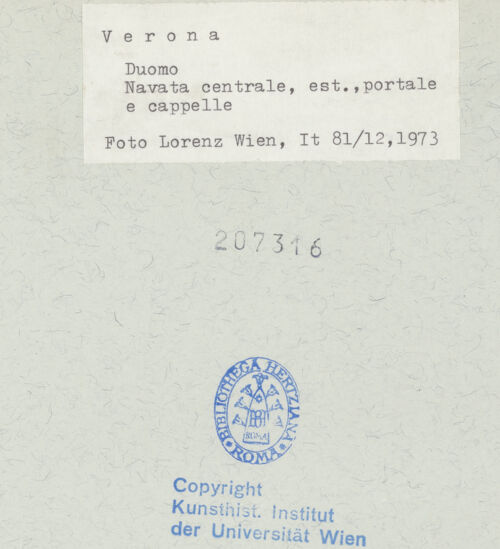 V e r o n a
Duomo
Navata centrale, est.,portale
e cappelle
Foto Lorenz Wien, It 81/12,1973
207316
BIBLIOTHECA HERTZIANA
ROMA
ROMA
Copyright
Kunsthist. Institut
der Universität Wien